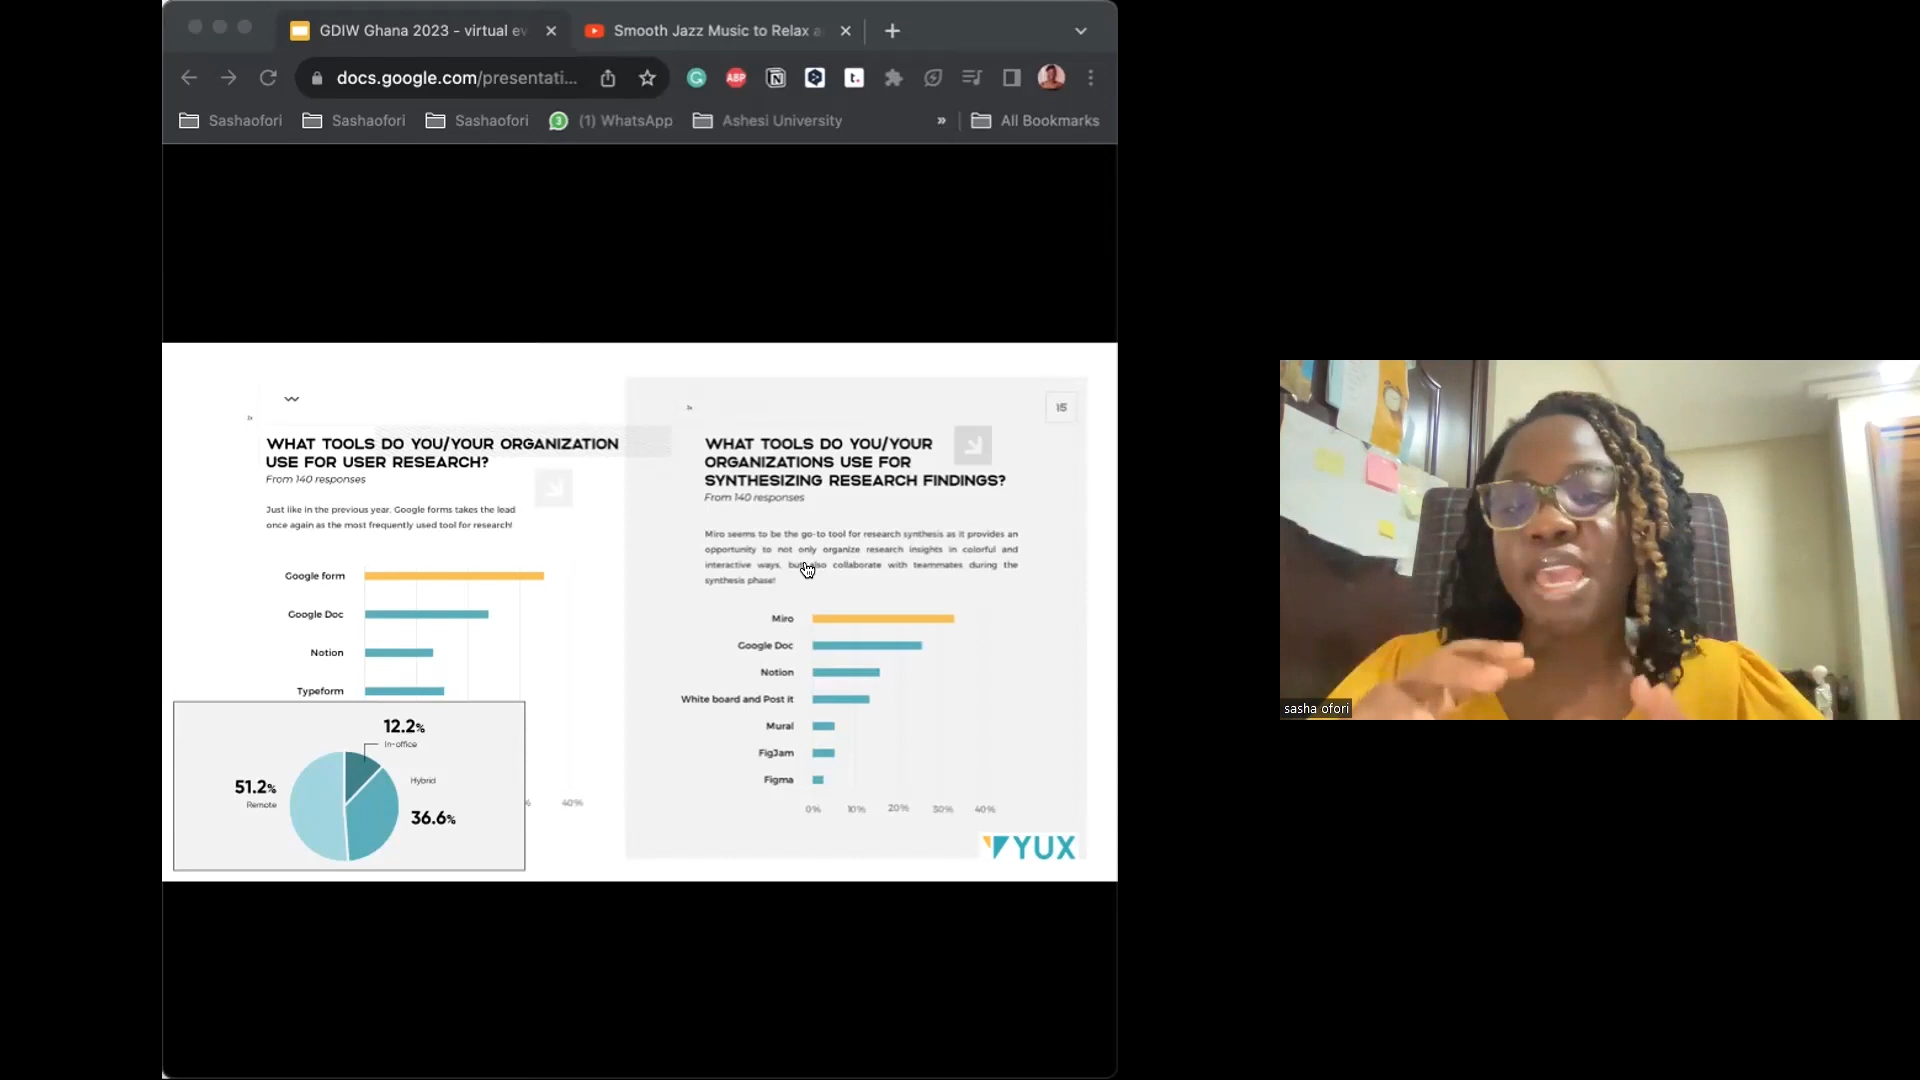 GDIW Ghana 2023 - virtual ev
Smooth Jazz Music to Relax a
docs.google.com/presentati...
ABP
t.
Sashaofori
Sashaofori
Sashaofori
3
(1) WhatsApp
Ashesi University
»
All Bookmarks
WHAT TOOLS DO YOU/YOUR ORGANIZATION
USE FOR USER RESEARCH?
From 140 responses
Just like in the previous year, Google forms takes the lead
once again as the most frequently used tool for research!
Google form
Google Doc
Notion
Typeform
40%
12.2%
In-office
51.2%
Remote
Hybrid
36.6%
15
WHAT TOOLS DO YOU/YOUR
ORGANIZATIONS USE FOR
SYNTHESIZING RESEARCH FINDINGS?
From 140 responses
Miro seems to be the go-to tool for research synthesis as it provides an
opportunity to not only organize research insights in colorful and
interactive ways, but also collaborate with teammates during the
synthesis phase!
Miro
Google Doc
Notion
White board and Post it
Mural
FigJam
Figma
0% 10% 20% 30% 40%
YUX
sasha ofori